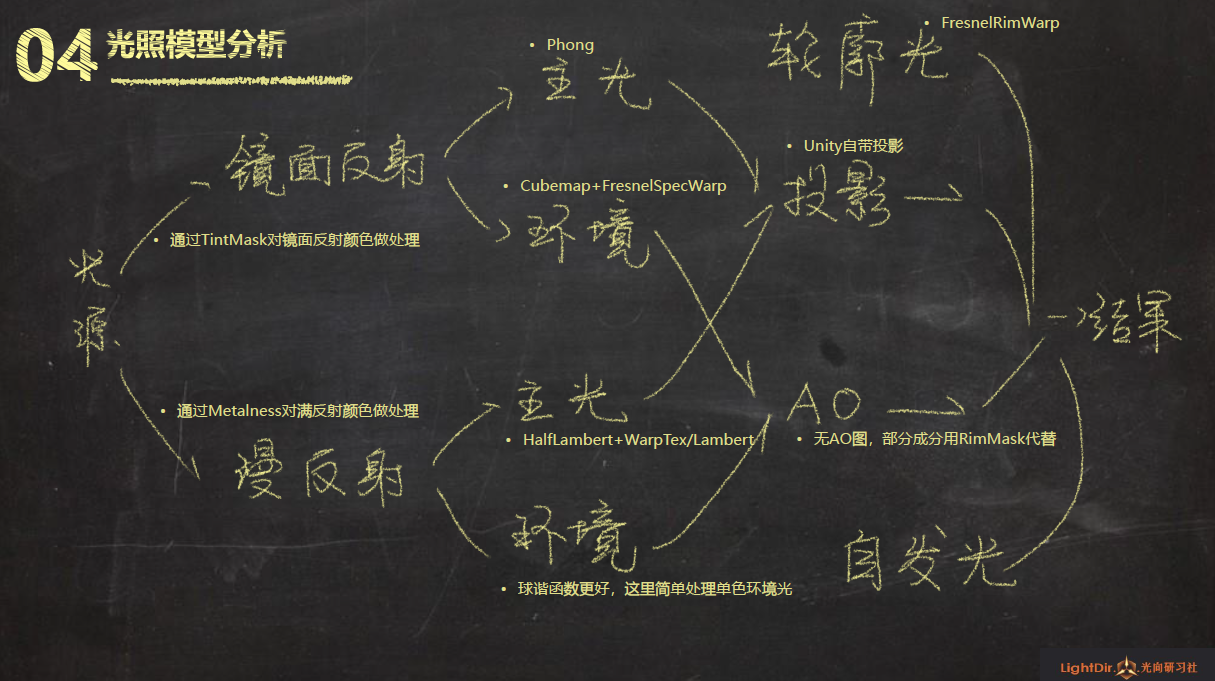 04 光照模型分析
• FresnelRimWarp
轮廓光
• Phong
主光
镜面反射
• Unity自带投影
投影
• Cubemap+FresnelSpecWarp
环境
• 通过TintMask对镜面反射颜色做处理
光
源
结果
主光
AO
• 通过Metalness对满反射颜色做处理
• HalfLambert+WarpTex/Lambert
• 无AO图，部分成分用RimMask代替
漫反射
环境
自发光
• 球谐函数更好，这里简单处理单色环境光
LightDir. 光向研习社